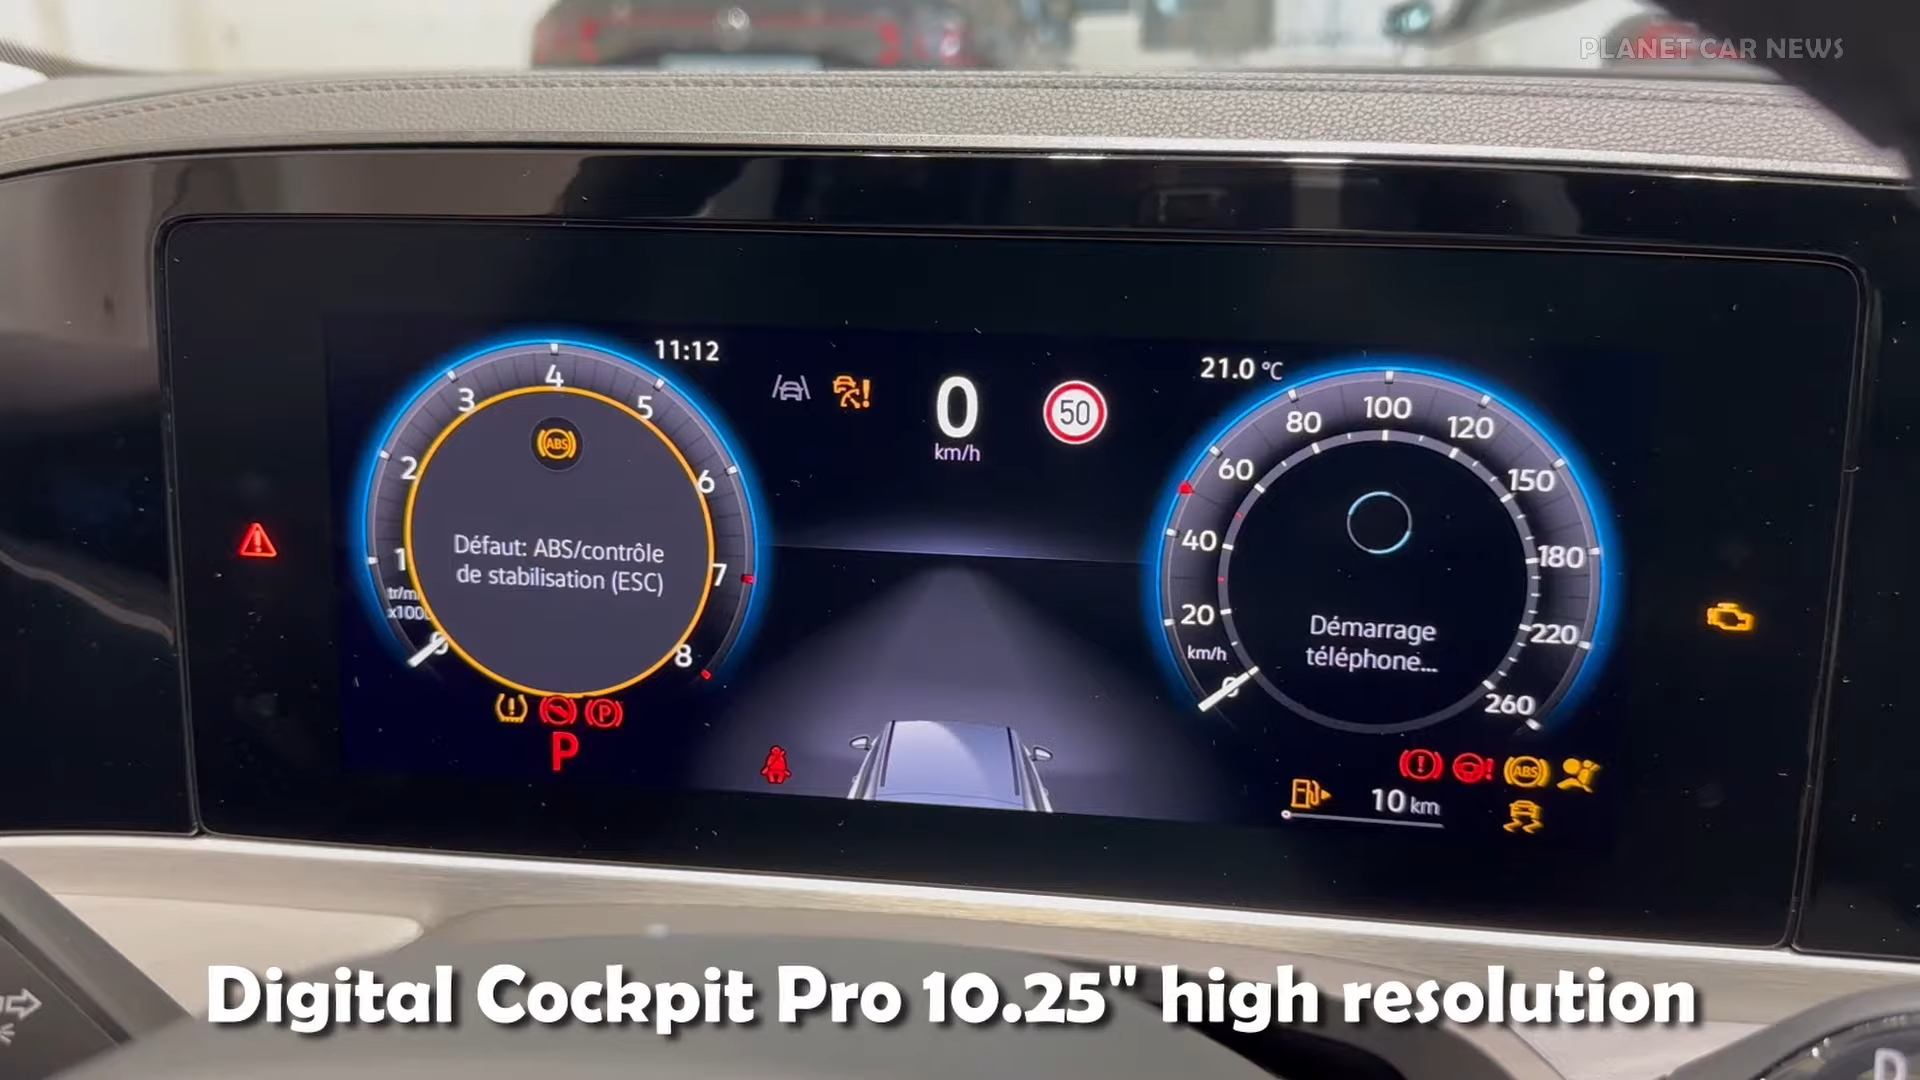 PLANET CAR NEWS
11:12
21.0 °C
0
km/h
50
0
1
2
3
4
5
6
7
8
tr/m
x1000
ABS
Défaut: ABS/contrôle
de stabilisation (ESC)
0
20
40
60
80
100
120
150
180
220
260
km/h
Démarrage
téléphone...
P
P
ABS
10 km
Digital Cockpit Pro 10.25" high resolution
D